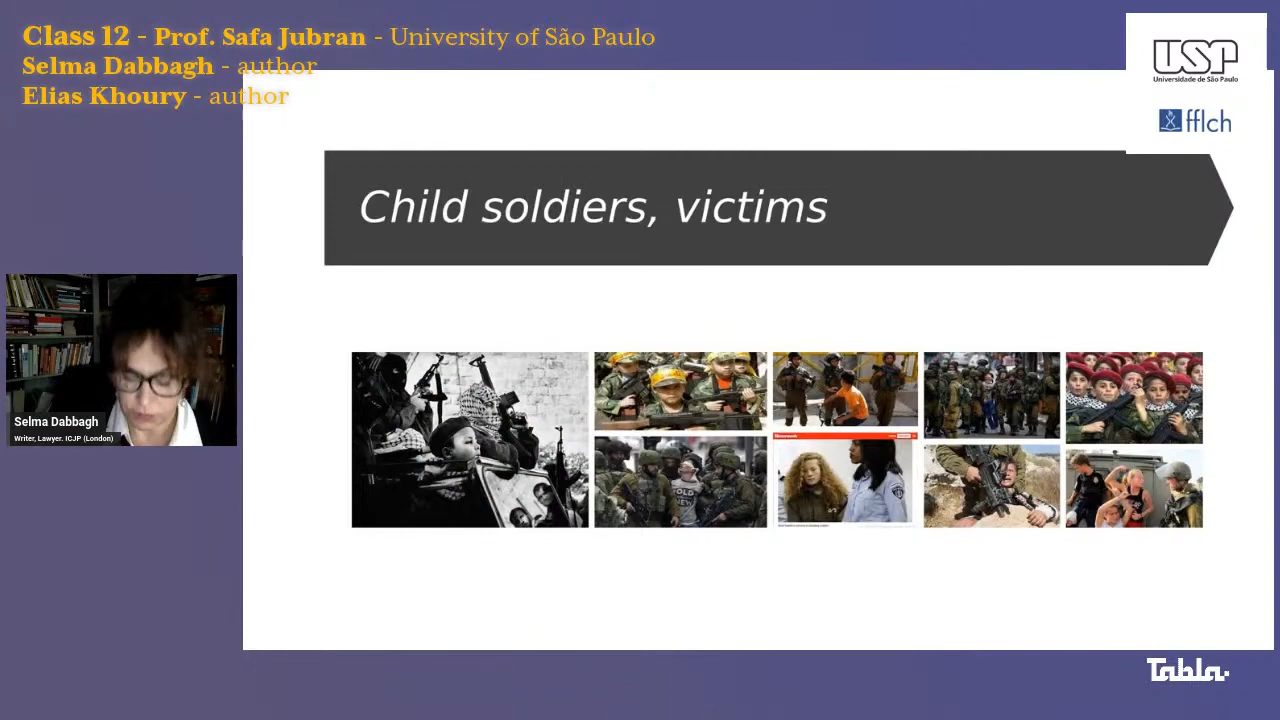 Class 12 - Prof. Safa Jubran - University of São Paulo
Selma Dabbagh - author
Elias Khoury - author
USP
Universidade de São Paulo
fflch
Child soldiers, victims
Selma Dabbagh
Writer, Lawyer. ICJP (London)
Tabla.